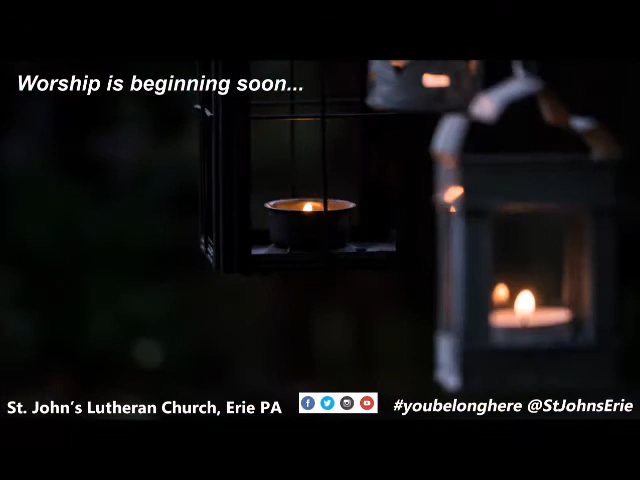 Worship is beginning soon...
St. John's Lutheran Church, Erie PA #youbelonghere @StJohnsErie